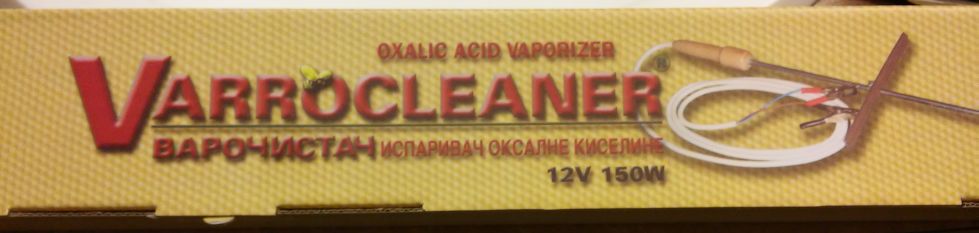 OXALIC ACID VAPORIZER
VARROCLEANER®
ВАРОЧИСТАЧ ИСПАРИВАЧ ОКСАЛНЕ КИСЕЛИНЕ
12V 150W